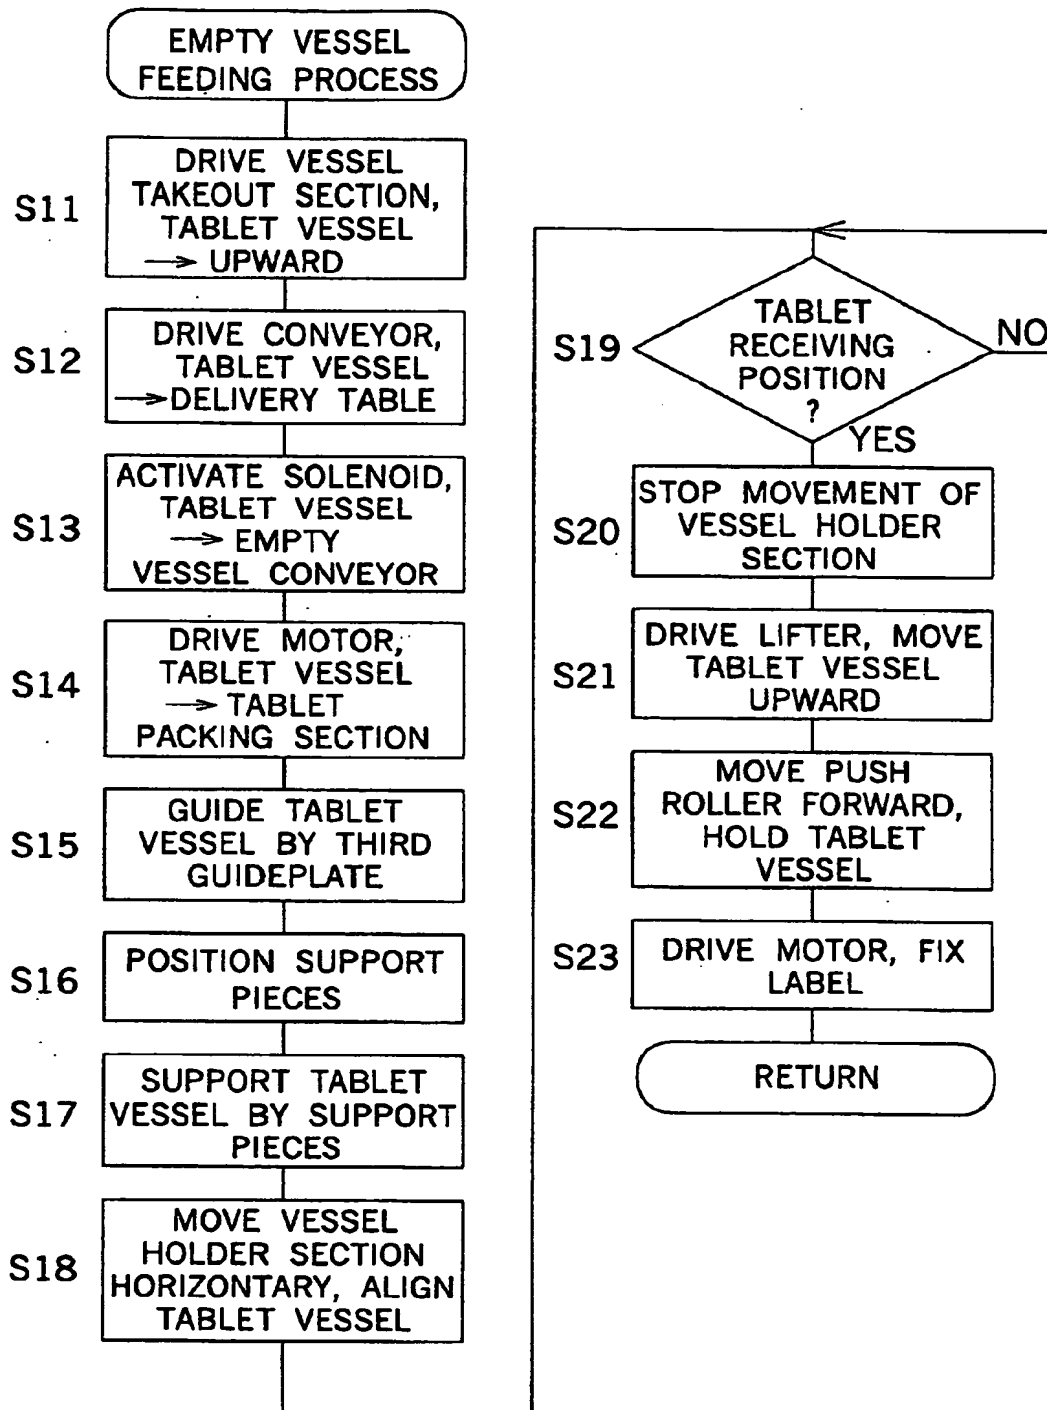 EMPTY VESSEL
FEEDING PROCESS
S11
DRIVE VESSEL
TAKEOUT SECTION,
TABLET VESSEL
→ UPWARD
S12
DRIVE CONVEYOR,
TABLET VESSEL
→ DELIVERY TABLE
S13
ACTIVATE SOLENOID,
TABLET VESSEL
→ EMPTY
VESSEL CONVEYOR
S14
DRIVE MOTOR,
TABLET VESSEL
→ TABLET
PACKING SECTION
S15
GUIDE TABLET
VESSEL BY THIRD
GUIDEPLATE
S16
POSITION SUPPORT
PIECES
S17
SUPPORT TABLET
VESSEL BY SUPPORT
PIECES
S18
MOVE VESSEL
HOLDER SECTION
HORIZONTARY, ALIGN
TABLET VESSEL
S19
TABLET
RECEIVING
POSITION
?
NO
YES
S20
STOP MOVEMENT OF
VESSEL HOLDER
SECTION
S21
DRIVE LIFTER, MOVE
TABLET VESSEL
UPWARD
S22
MOVE PUSH
ROLLER FORWARD,
HOLD TABLET
VESSEL
S23
DRIVE MOTOR, FIX
LABEL
RETURN